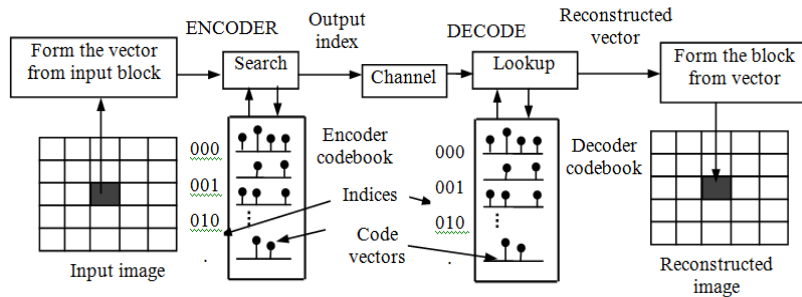 ENCODER
Output
index
DECODE
Reconstructed
vector
Form the vector
from input block
Search
Channel
Lookup
Form the block
from vector
000
001
010
Encoder
codebook
Indices
Code
vectors
000
001
010
Decoder
codebook
Input image
Reconstructed
image